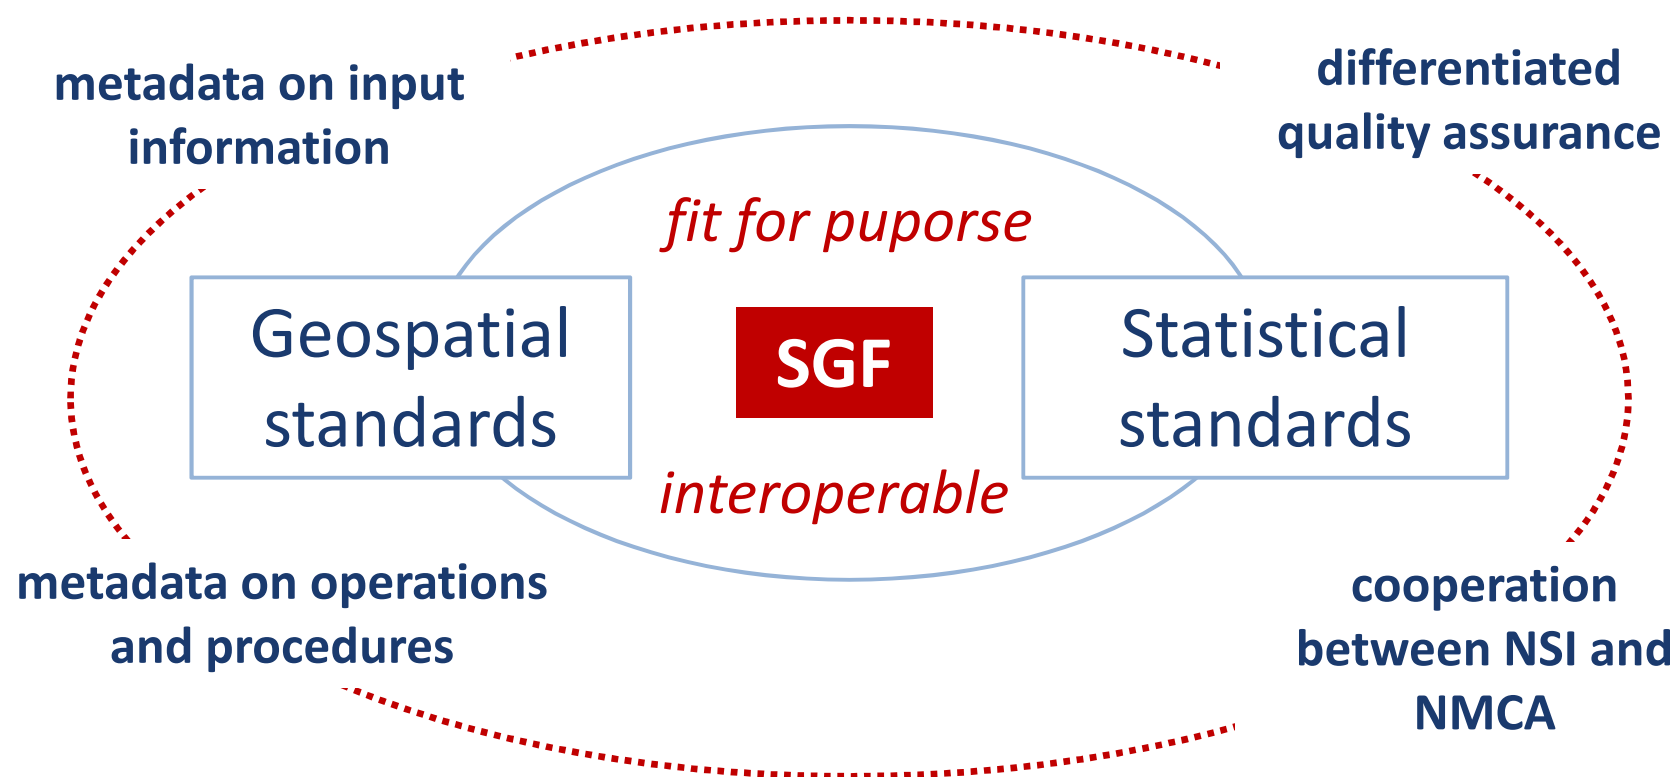 metadata on input
information
differentiated
quality assurance
fit for puporse
Geospatial
standards
SGF
Statistical
standards
interoperable
metadata on operations
and procedures
cooperation
between NSI and
NMCA